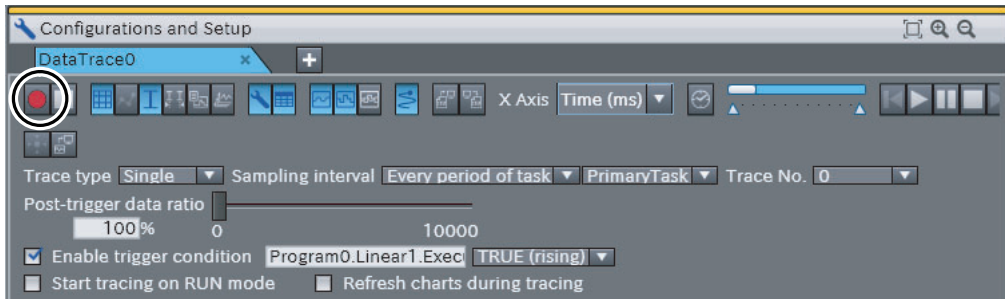 Configurations and Setup
DataTrace0
X Axis Time (ms)
Trace type Single Sampling interval Every period of task PrimaryTask Trace No. 0
Post-trigger data ratio
100 % 0 10000
Enable trigger condition Program0.Linear1.Exec TRUE (rising)
Start tracing on RUN mode Refresh charts during tracing